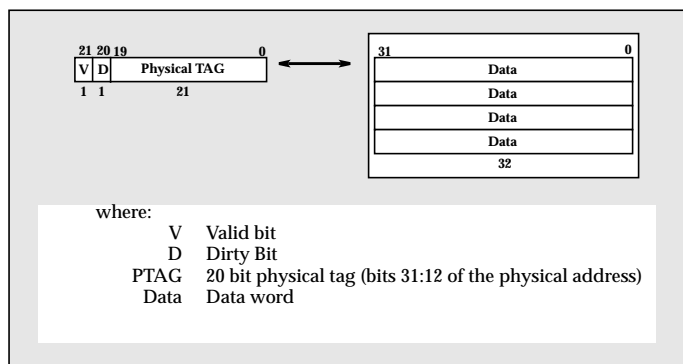 21 20 19 0
V D Physical TAG
1 1 21
31 0
Data
Data
Data
Data
32
where:
V Valid bit
D Dirty Bit
PTAG 20 bit physical tag (bits 31:12 of the physical address)
Data Data word